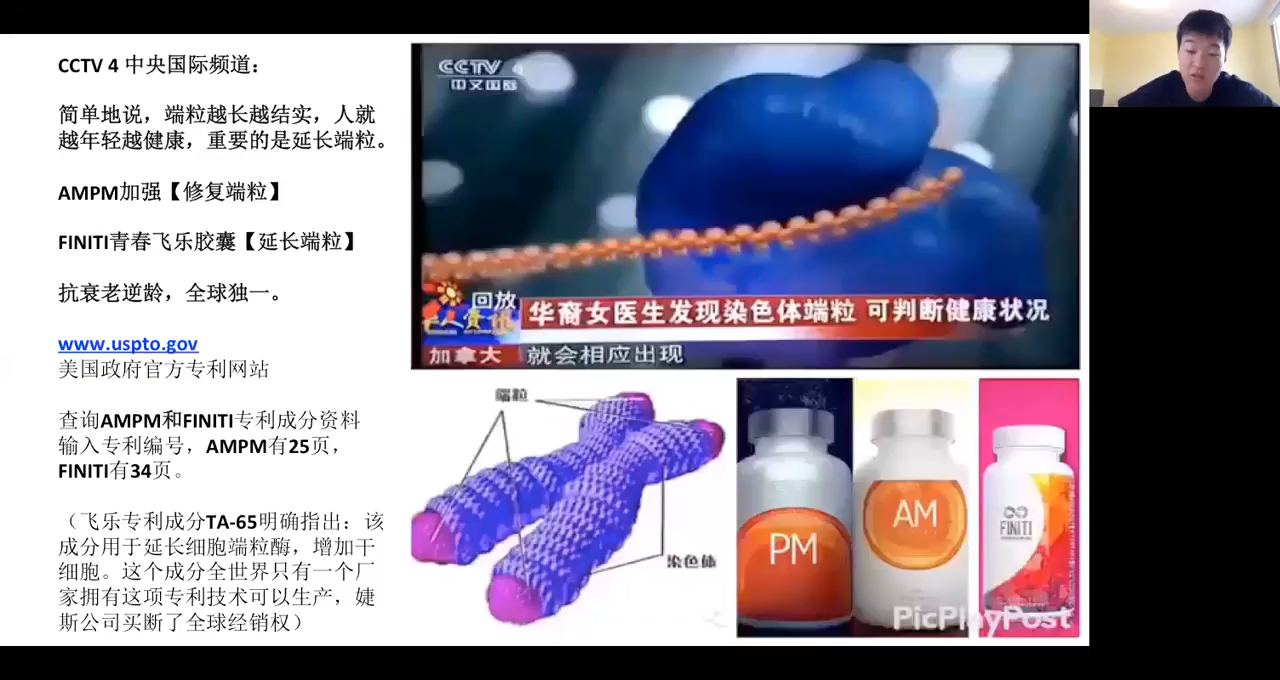 CCTV 4 中央国际频道：
简单地说，端粒越长越结实，人就
越年轻越健康，重要的是延长端粒。
AMPM加强【修复端粒】
FINITI青春飞乐胶囊【延长端粒】
抗衰老逆龄，全球独一。
www.uspto.gov
美国政府官方专利网站
查询AMPM和FINITI专利成分资料
输入专利编号，AMPM有25页，
FINITI有34页。
（飞乐专利成分TA-65明确指出：该
成分用于延长细胞端粒酶，增加干
细胞。这个成分全世界只有一个厂
家拥有这项专利技术可以生产，婕
斯公司买断了全球经销权）
CCTV 4
中文国际
回放
华人资讯
华裔女医生发现染色体端粒 可判断健康状况
加拿大
就会相应出现
端粒
染色体
PM
AM
FINITI
PicPlayPost